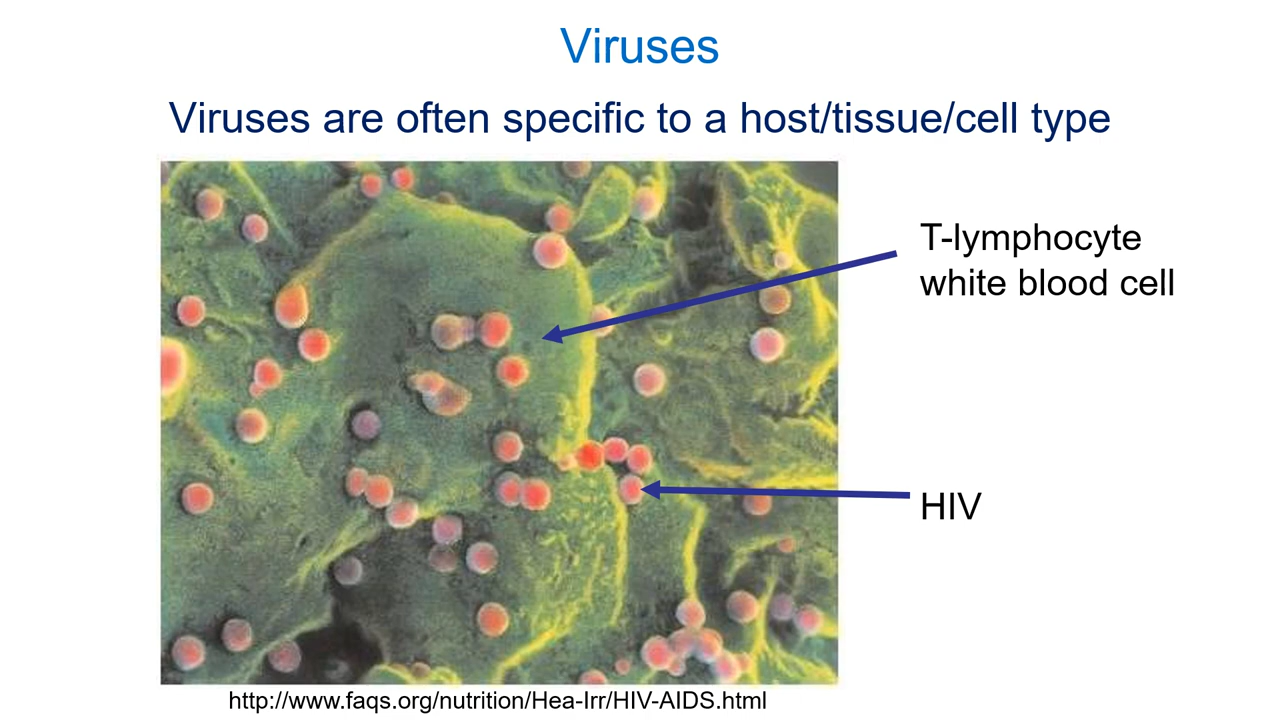 Viruses
Viruses are often specific to a host/tissue/cell type
T-lymphocyte
white blood cell
HIV
http://www.faqs.org/nutrition/Hea-Irr/HIV-AIDS.html